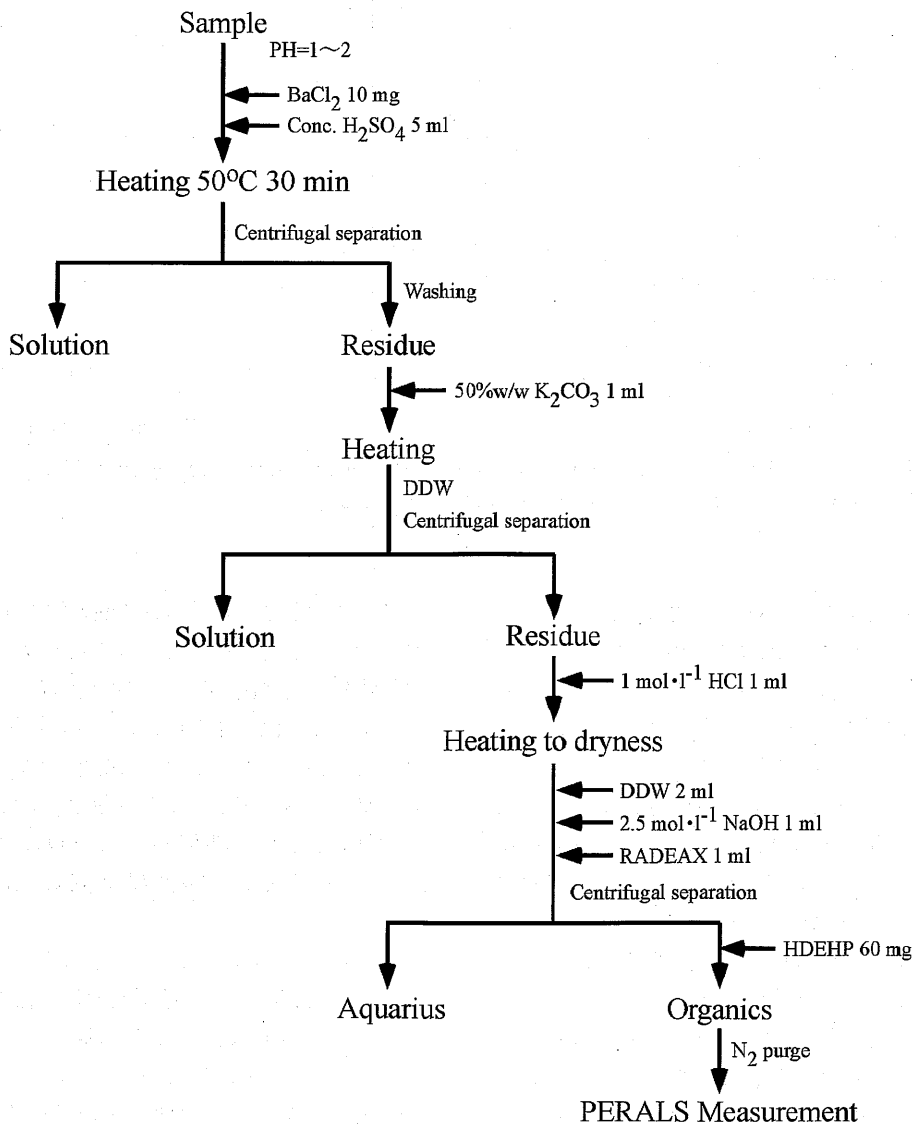 Sample
PH=1～2
BaCl2 10 mg
Conc. H2SO4 5 ml
Heating 50°C 30 min
Centrifugal separation
Washing
Solution
Residue
50%w/w K2CO3 1 ml
Heating
DDW
Centrifugal separation
Solution
Residue
1 mol·l-1 HCl 1 ml
Heating to dryness
DDW 2 ml
2.5 mol·l-1 NaOH 1 ml
RADEAX 1 ml
Centrifugal separation
HDEHP 60 mg
Aquarius
Organics
N2 purge
PERALS Measurement